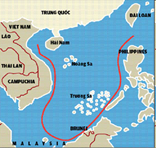 TRUNG QUỐC
ĐÀI LOAN
VIỆT NAM
LÀO
Hải Nam
PHILIPPINES
THÁI LAN
Hoàng Sa
CAMPUCHIA
Trường Sa
BRUNEI
MALAYSIA